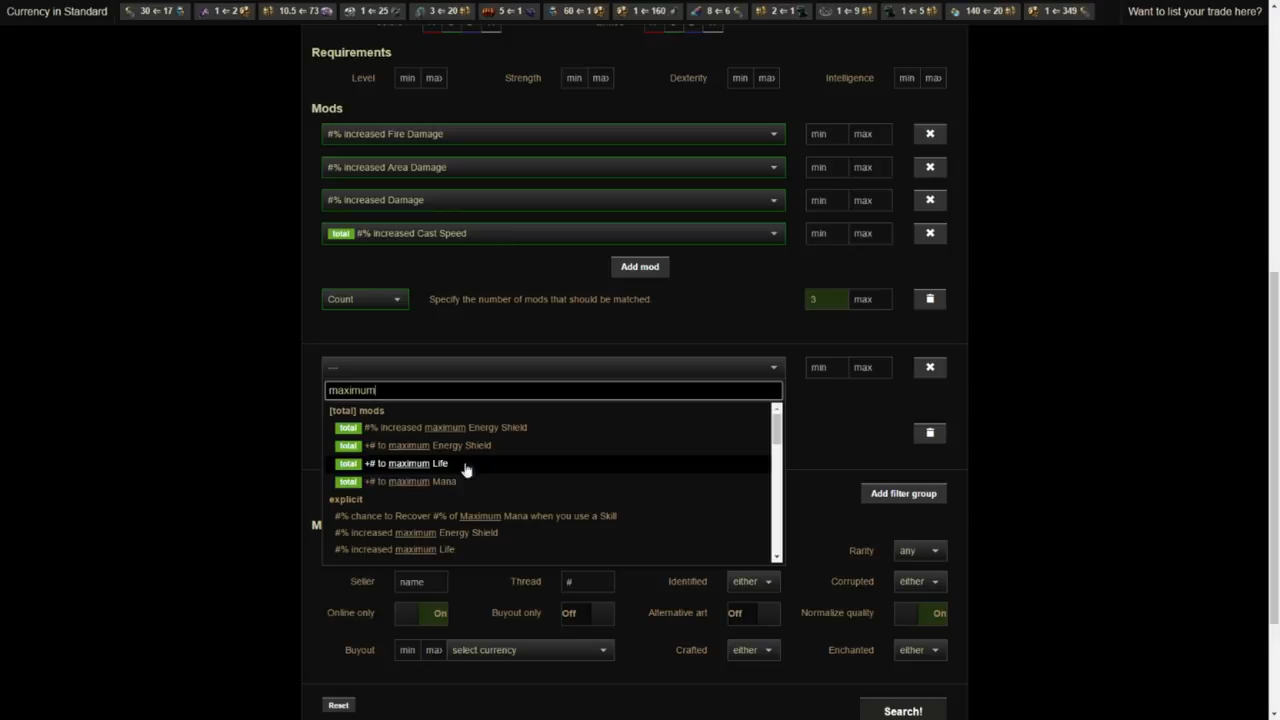 Currency in Standard 30 ← 17 1 ← 2 10.5 ← 73 1 ← 25 3 ← 20 5 ← 1 60 ← 1 1 ← 160 8 ← 6 2 ← 1 1 ← 9 1 ← 5 140 ← 20 1 ← 349 Want to list your trade here?
Requirements
Level min max Strength min max Dexterity min max Intelligence min max
Mods
#% increased Fire Damage min max
#% increased Area Damage min max
#% increased Damage min max
total #% increased Cast Speed min max
Add mod
Count Specify the number of mods that should be matched. 3 max
--- min max
maximum
[total] mods
total #% increased maximum Energy Shield
total +# to maximum Energy Shield
total +# to maximum Life
total +# to maximum Mana
explicit
Add filter group
#% chance to Recover #% of Maximum Mana when you use a Skill
#% increased maximum Energy Shield
#% increased maximum Life
M
Rarity any
Seller name Thread # Identified either Corrupted either
Online only On Buyout only Off Alternative art Off Normalize quality On
Buyout min max select currency Crafted either Enchanted either
Reset Search!